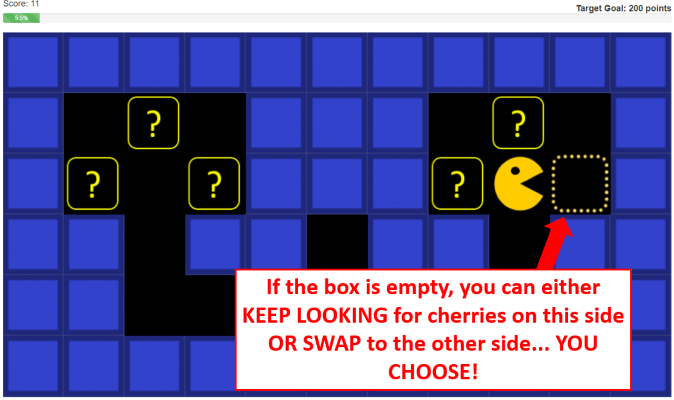 Score: 11
Target Goal: 200 points
5.5%
?
?
?
?
?
If the box is empty, you can either
KEEP LOOKING for cherries on this side
OR SWAP to the other side... YOU
CHOOSE!